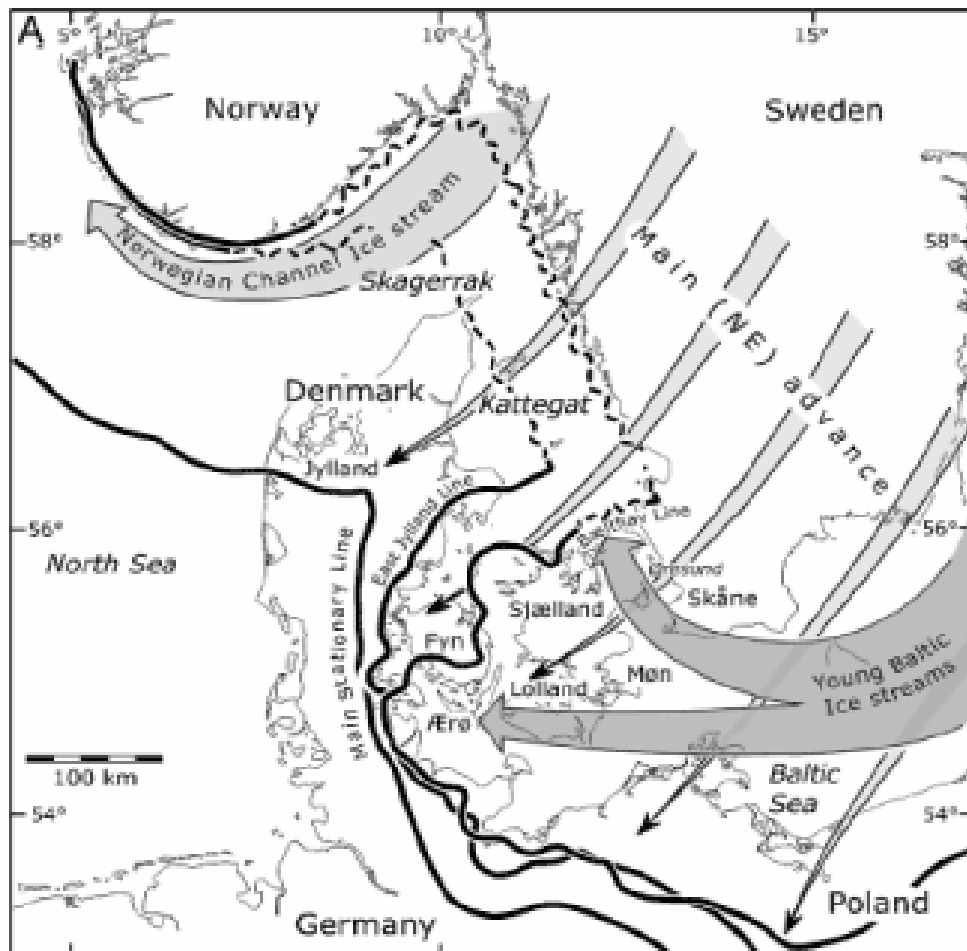 A
5°
10°
15°
Norway
Sweden
58°
58°
Norwegian Channel Ice stream
Skagerrak
Main (NE) advance
Denmark
Kattegat
Jylland
East Jylland Line
56°
56°
North Sea
Main Stationary Line
Line
Sjælland
Skåne
Fyn
Møn
Lolland
Ærø
Young Baltic
Ice streams
100 km
Baltic
Sea
54°
54°
Poland
Germany